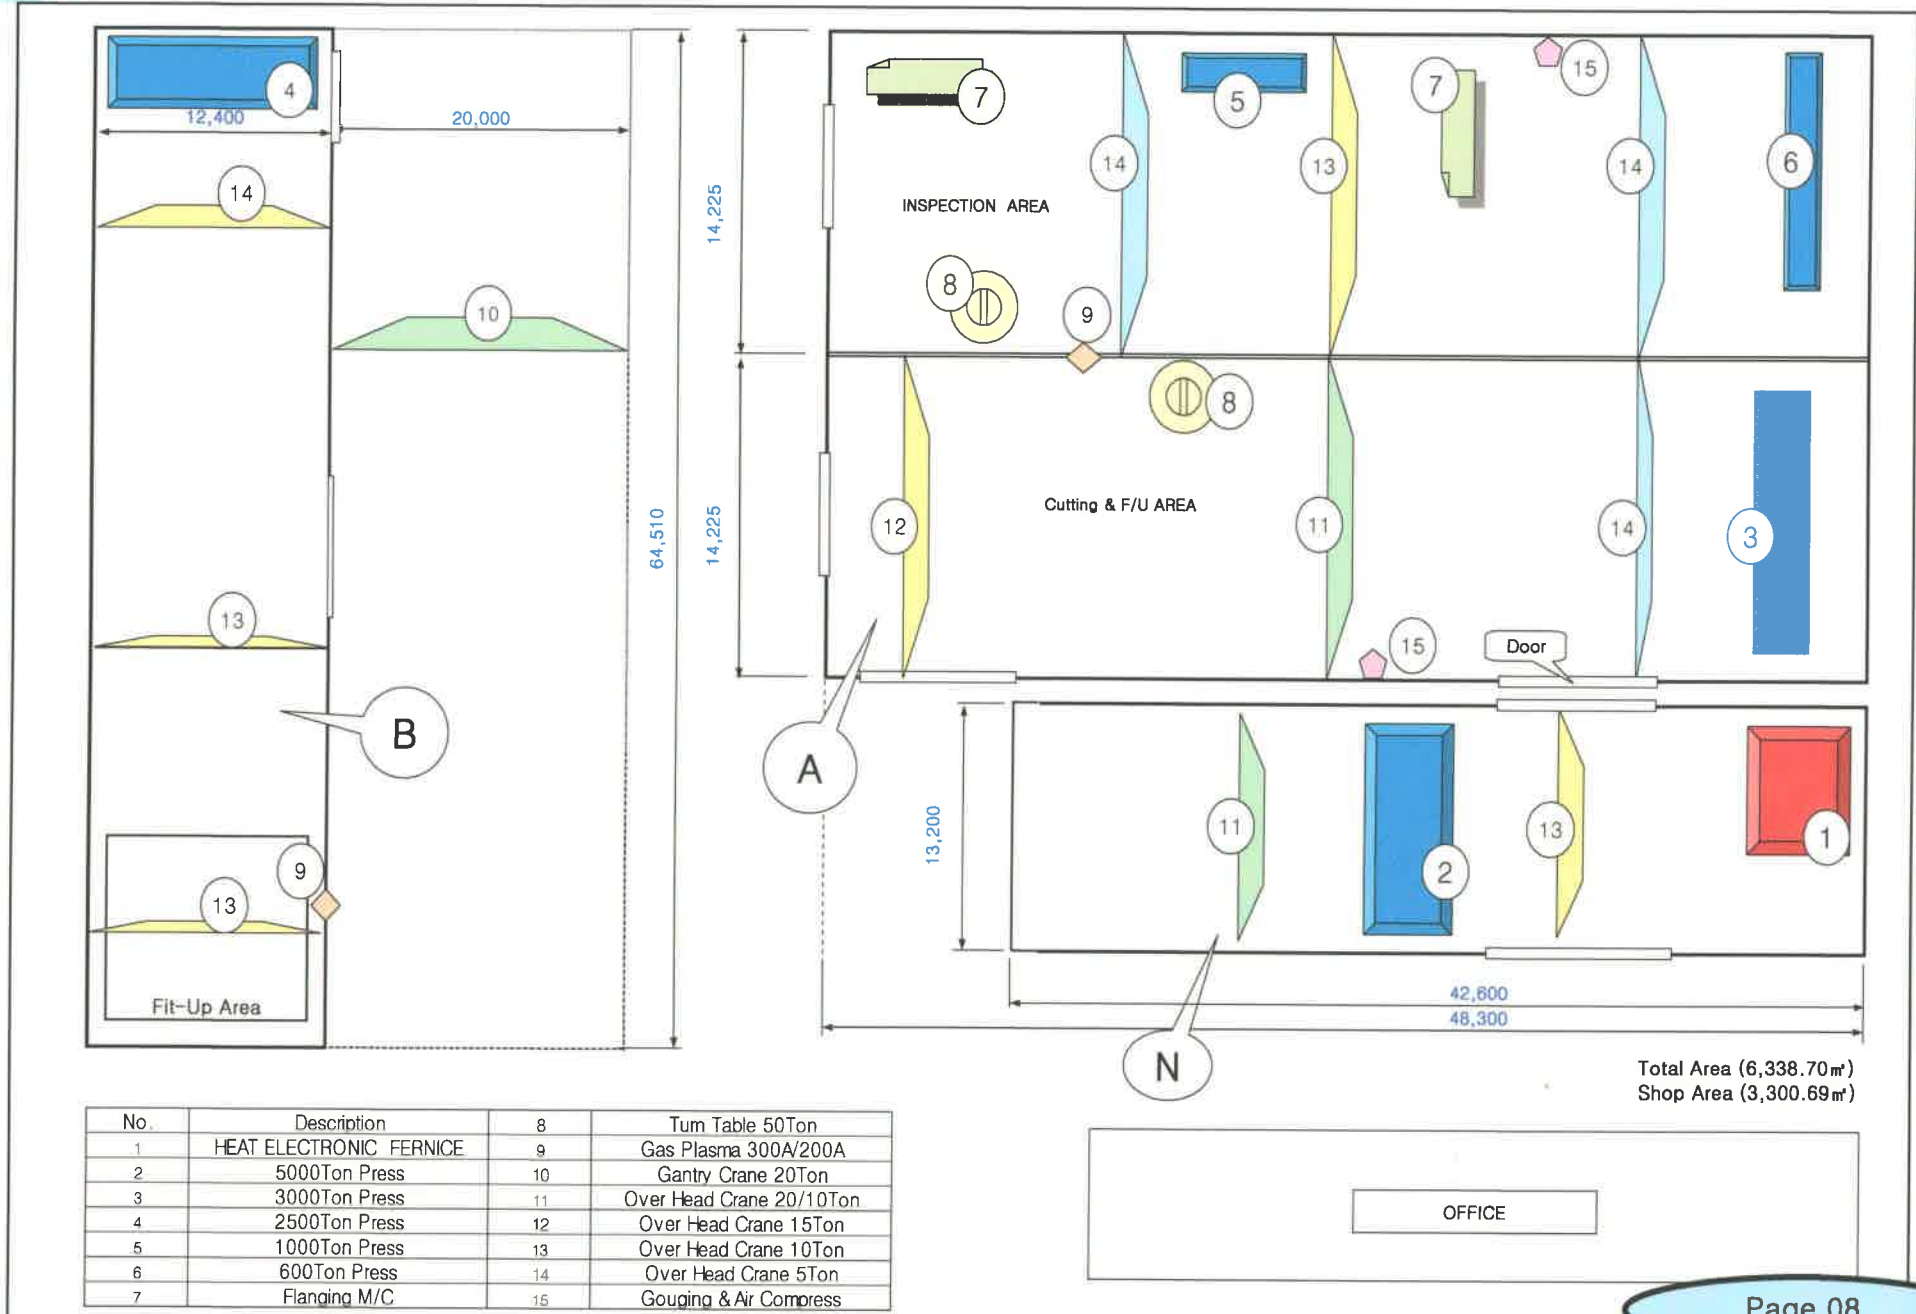 4
12,400
20,000
14
10
13
B
9
13
Fit-Up Area
64,510
14,225
14,225
7
5
7
15
14
13
14
6
INSPECTION AREA
8
9
8
12
Cutting & F/U AREA
11
14
3
15
Door
A
13,200
11
2
13
1
42,600
48,300
N
Total Area (6,338.70㎡)
Shop Area (3,300.69㎡)
No. Description 8 Turn Table 50Ton
1 HEAT ELECTRONIC FERNICE 9 Gas Plasma 300A/200A
2 5000Ton Press 10 Gantry Crane 20Ton
3 3000Ton Press 11 Over Head Crane 20/10Ton
4 2500Ton Press 12 Over Head Crane 15Ton
5 1000Ton Press 13 Over Head Crane 10Ton
6 600Ton Press 14 Over Head Crane 5Ton
7 Flanging M/C 15 Gouging & Air Compress
OFFICE
Page 08